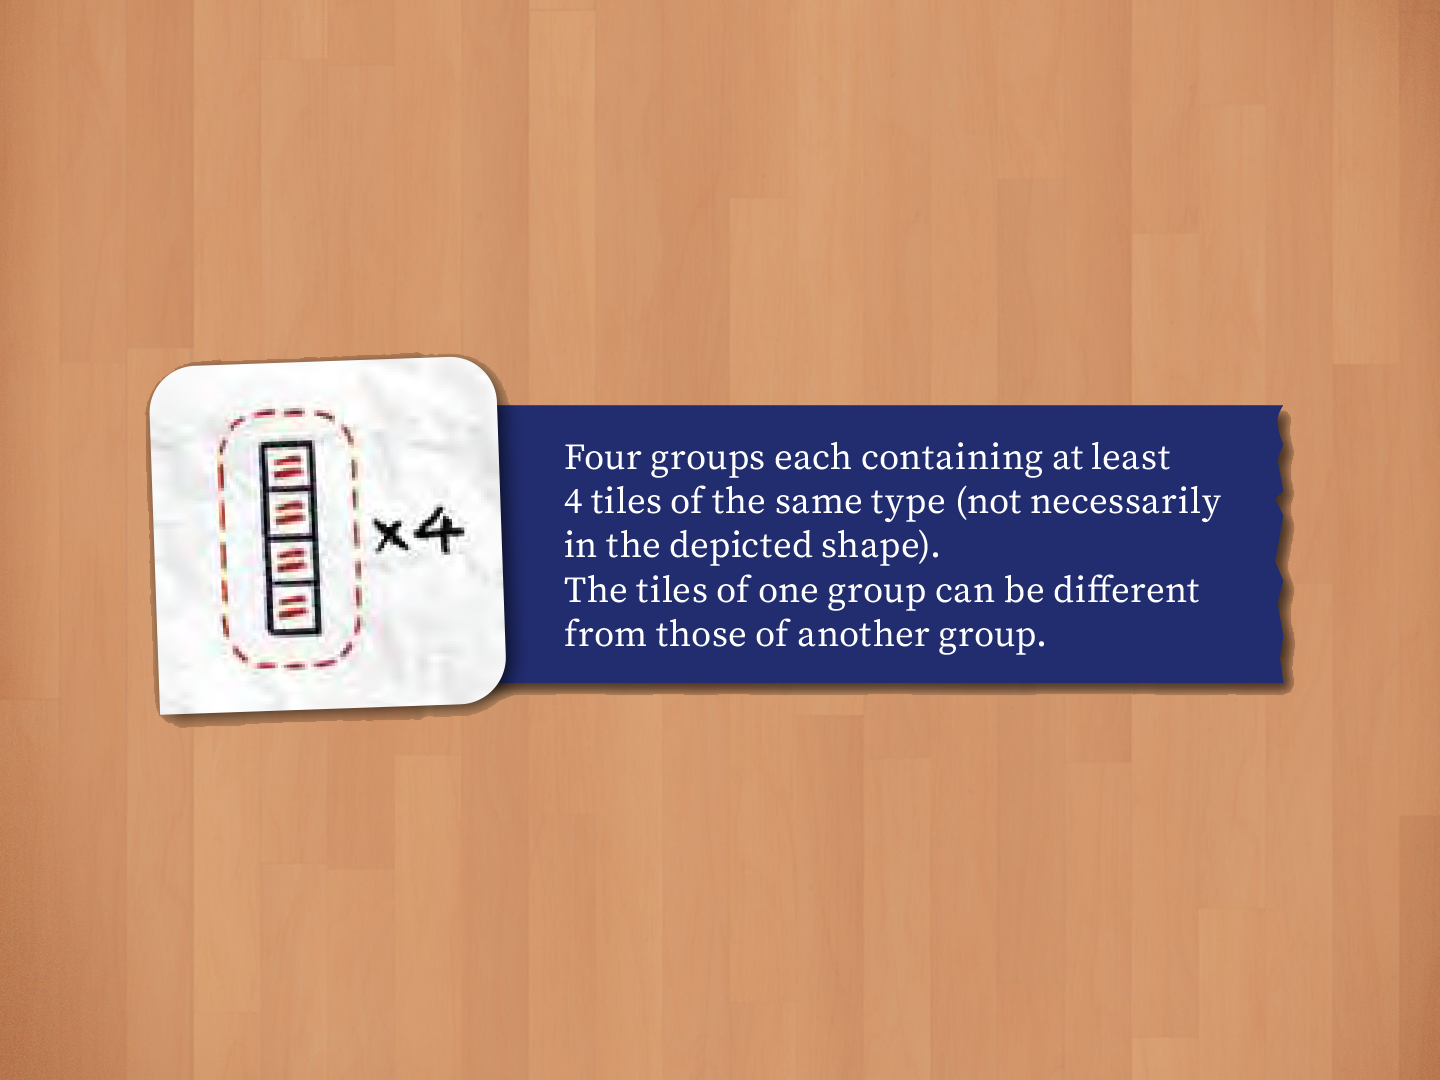 x4
Four groups each containing at least
4 tiles of the same type (not necessarily
in the depicted shape).
The tiles of one group can be different
from those of another group.